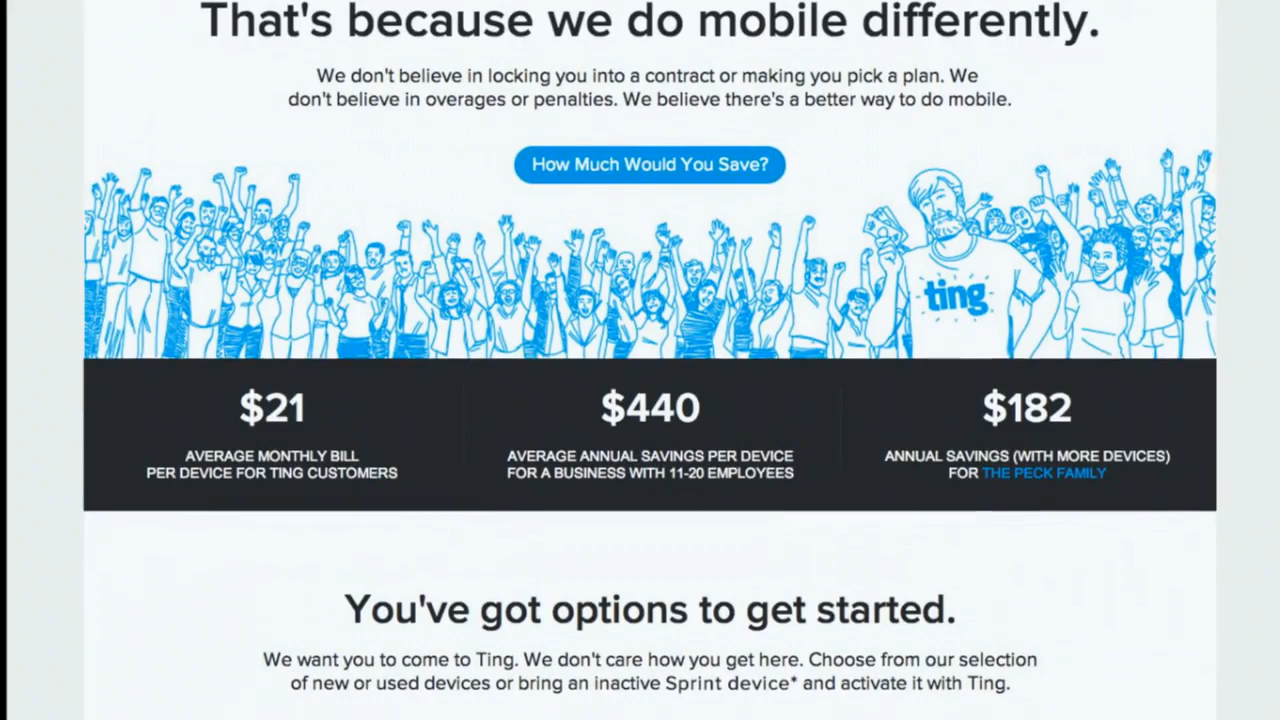 That's because we do mobile differently.
We don't believe in locking you into a contract or making you pick a plan. We
don't believe in overages or penalties. We believe there's a better way to do mobile.
How Much Would You Save?
ting
$21
AVERAGE MONTHLY BILL
PER DEVICE FOR TING CUSTOMERS
$440
AVERAGE ANNUAL SAVINGS PER DEVICE
FOR A BUSINESS WITH 11-20 EMPLOYEES
$182
ANNUAL SAVINGS (WITH MORE DEVICES)
FOR THE PECK FAMILY
You've got options to get started.
We want you to come to Ting. We don't care how you get here. Choose from our selection
of new or used devices or bring an inactive Sprint device* and activate it with Ting.